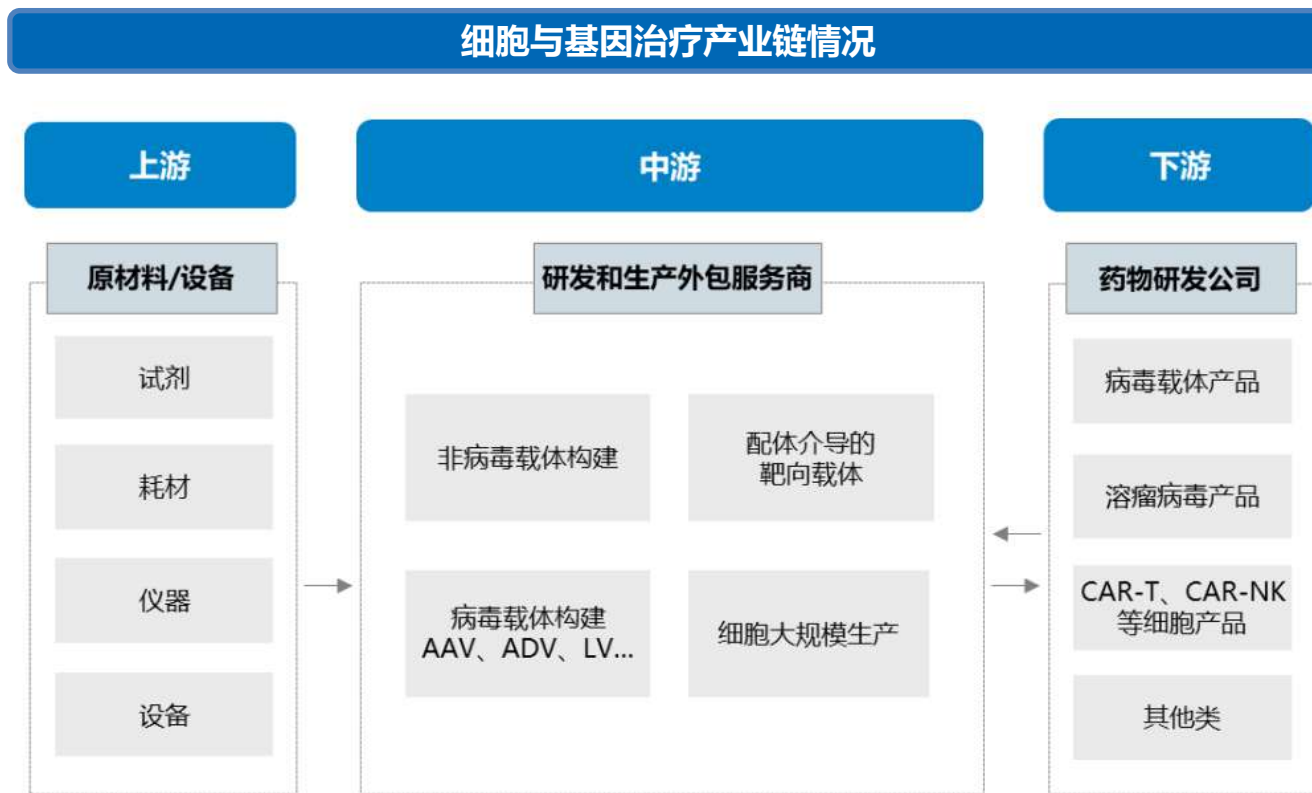 细胞与基因治疗产业链情况
上游
中游
下游
原材料/设备
试剂
耗材
仪器
设备
研发和生产外包服务商
非病毒载体构建
配体介导的
靶向载体
病毒载体构建
AAV、ADV、LV...
细胞大规模生产
药物研发公司
病毒载体产品
溶瘤病毒产品
CAR-T、CAR-NK
等细胞产品
其他类